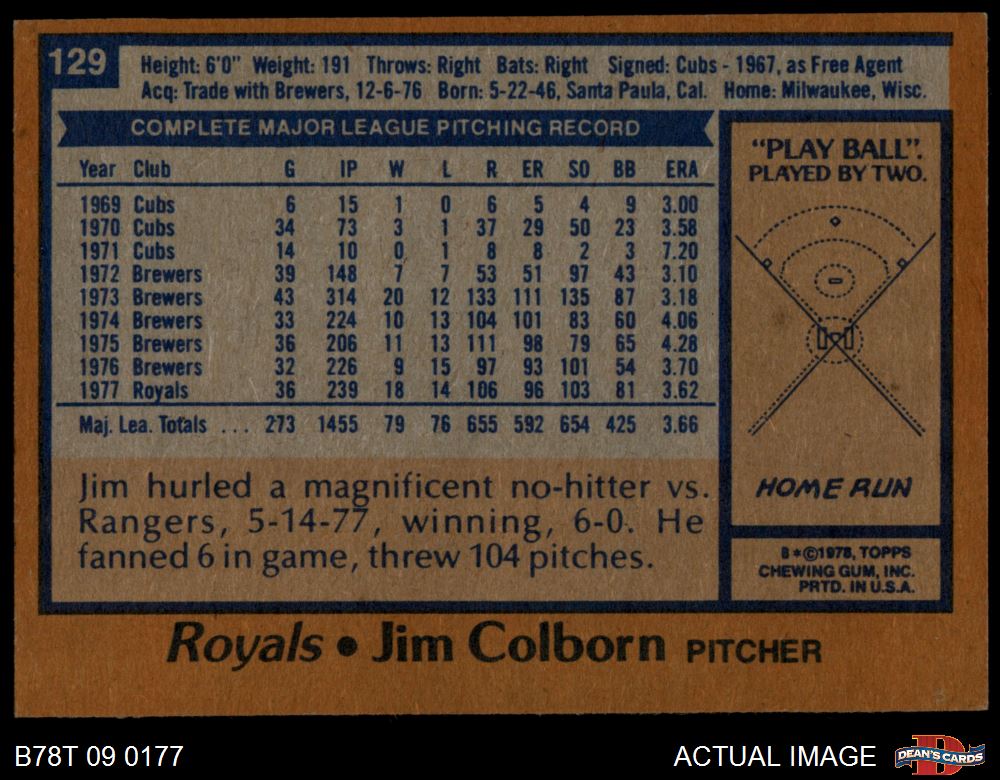 129
Height: 6'0" Weight: 191 Throws: Right Bats: Right Signed: Cubs - 1967, as Free Agent
Acq: Trade with Brewers, 12-6-76 Born: 5-22-46, Santa Paula, Cal. Home: Milwaukee, Wisc.
COMPLETE MAJOR LEAGUE PITCHING RECORD
Year Club G IP W L R ER SO BB ERA
1969 Cubs 6 15 1 0 6 5 4 9 3.00
1970 Cubs 34 73 3 1 37 29 50 23 3.58
1971 Cubs 14 10 0 1 8 8 2 3 7.20
1972 Brewers 39 148 7 7 53 51 97 43 3.10
1973 Brewers 43 314 20 12 133 111 135 87 3.18
1974 Brewers 33 224 10 13 104 101 83 60 4.06
1975 Brewers 36 206 11 13 111 98 79 65 4.28
1976 Brewers 32 226 9 15 97 93 101 54 3.70
1977 Royals 36 239 18 14 106 96 103 81 3.62
Maj. Lea. Totals ... 273 1455 79 76 655 592 654 425 3.66
Jim hurled a magnificent no-hitter vs.
Rangers, 5-14-77, winning, 6-0. He
fanned 6 in game, threw 104 pitches.
"PLAY BALL".
PLAYED BY TWO.
HOME RUN
B*©1978, TOPPS
CHEWING GUM, INC.
PRTD. IN U.S.A.
Royals • Jim Colborn PITCHER
B78T 09 0177
ACTUAL IMAGE
D
DEAN'S CARDS